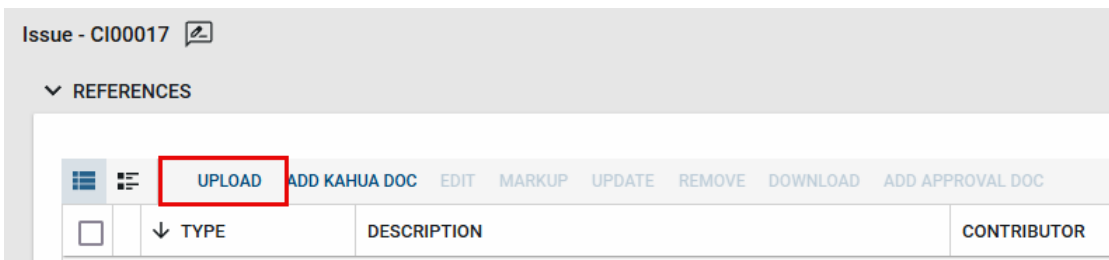 Issue - CI00017
REFERENCES
UPLOAD ADD KAHUA DOC EDIT MARKUP UPDATE REMOVE DOWNLOAD ADD APPROVAL DOC
TYPE DESCRIPTION CONTRIBUTOR